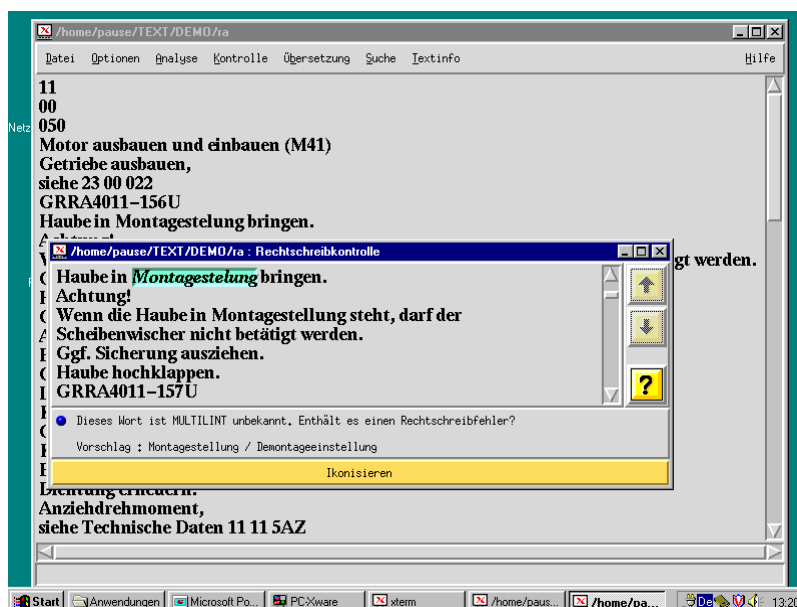 /home/pause/TEXT/DEMO/ra
Datei Optionen Analyse Kontrolle Übersetzung Suche Textinfo Hilfe
11
00
050
Motor ausbauen und einbauen (M41)
Getriebe ausbauen,
siehe 23 00 022
GRRA4011-156U
Haube in Montagestelung bringen.
gt werden.
Netz
/home/pause/TEXT/DEMO/ra : Rechtschreibkontrolle
Haube in Montagestelung bringen.
Achtung!
Wenn die Haube in Montagestellung steht, darf der
Scheibenwischer nicht betätigt werden.
Ggf. Sicherung ausziehen.
Haube hochklappen.
GRRA4011-157U
?
Dieses Wort ist MULTILINT unbekannt. Enthält es einen Rechtschreibfehler?
Vorschlag : Montagestellung / Demontageeinstellung
Ikonisieren
Dichtung erneuern.
Anziehdrehmoment,
siehe Technische Daten 11 11 5AZ
Start Anwendungen Microsoft Po... PC-Xware xterm /home/paus... /home/pa... De 13:20